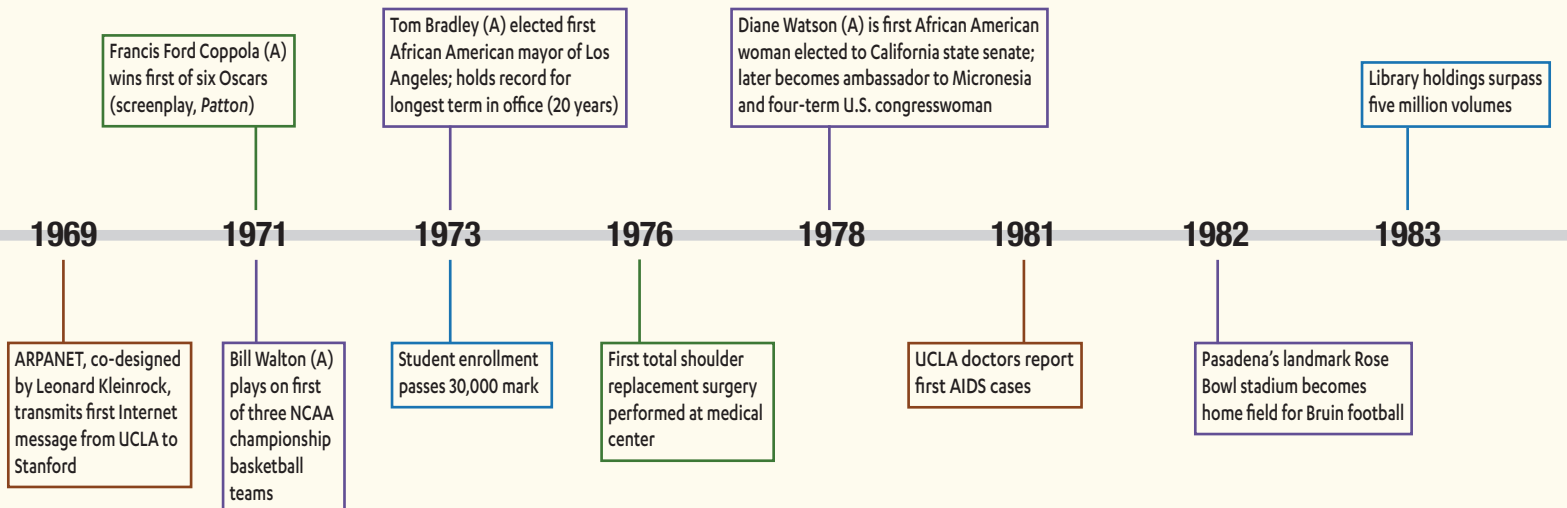 Francis Ford Coppola (A)
wins first of six Oscars
(screenplay, Patton)
Tom Bradley (A) elected first
African American mayor of Los
Angeles; holds record for
longest term in office (20 years)
Diane Watson (A) is first African American
woman elected to California state senate;
later becomes ambassador to Micronesia
and four-term U.S. congresswoman
Library holdings surpass
five million volumes
1969 1971 1973 1976 1978 1981 1982 1983
ARPANET, co-designed
by Leonard Kleinrock,
transmits first Internet
message from UCLA to
Stanford
Bill Walton (A)
plays on first
of three NCAA
championship
basketball
teams
Student enrollment
passes 30,000 mark
First total shoulder
replacement surgery
performed at medical
center
UCLA doctors report
first AIDS cases
Pasadena's landmark Rose
Bowl stadium becomes
home field for Bruin football